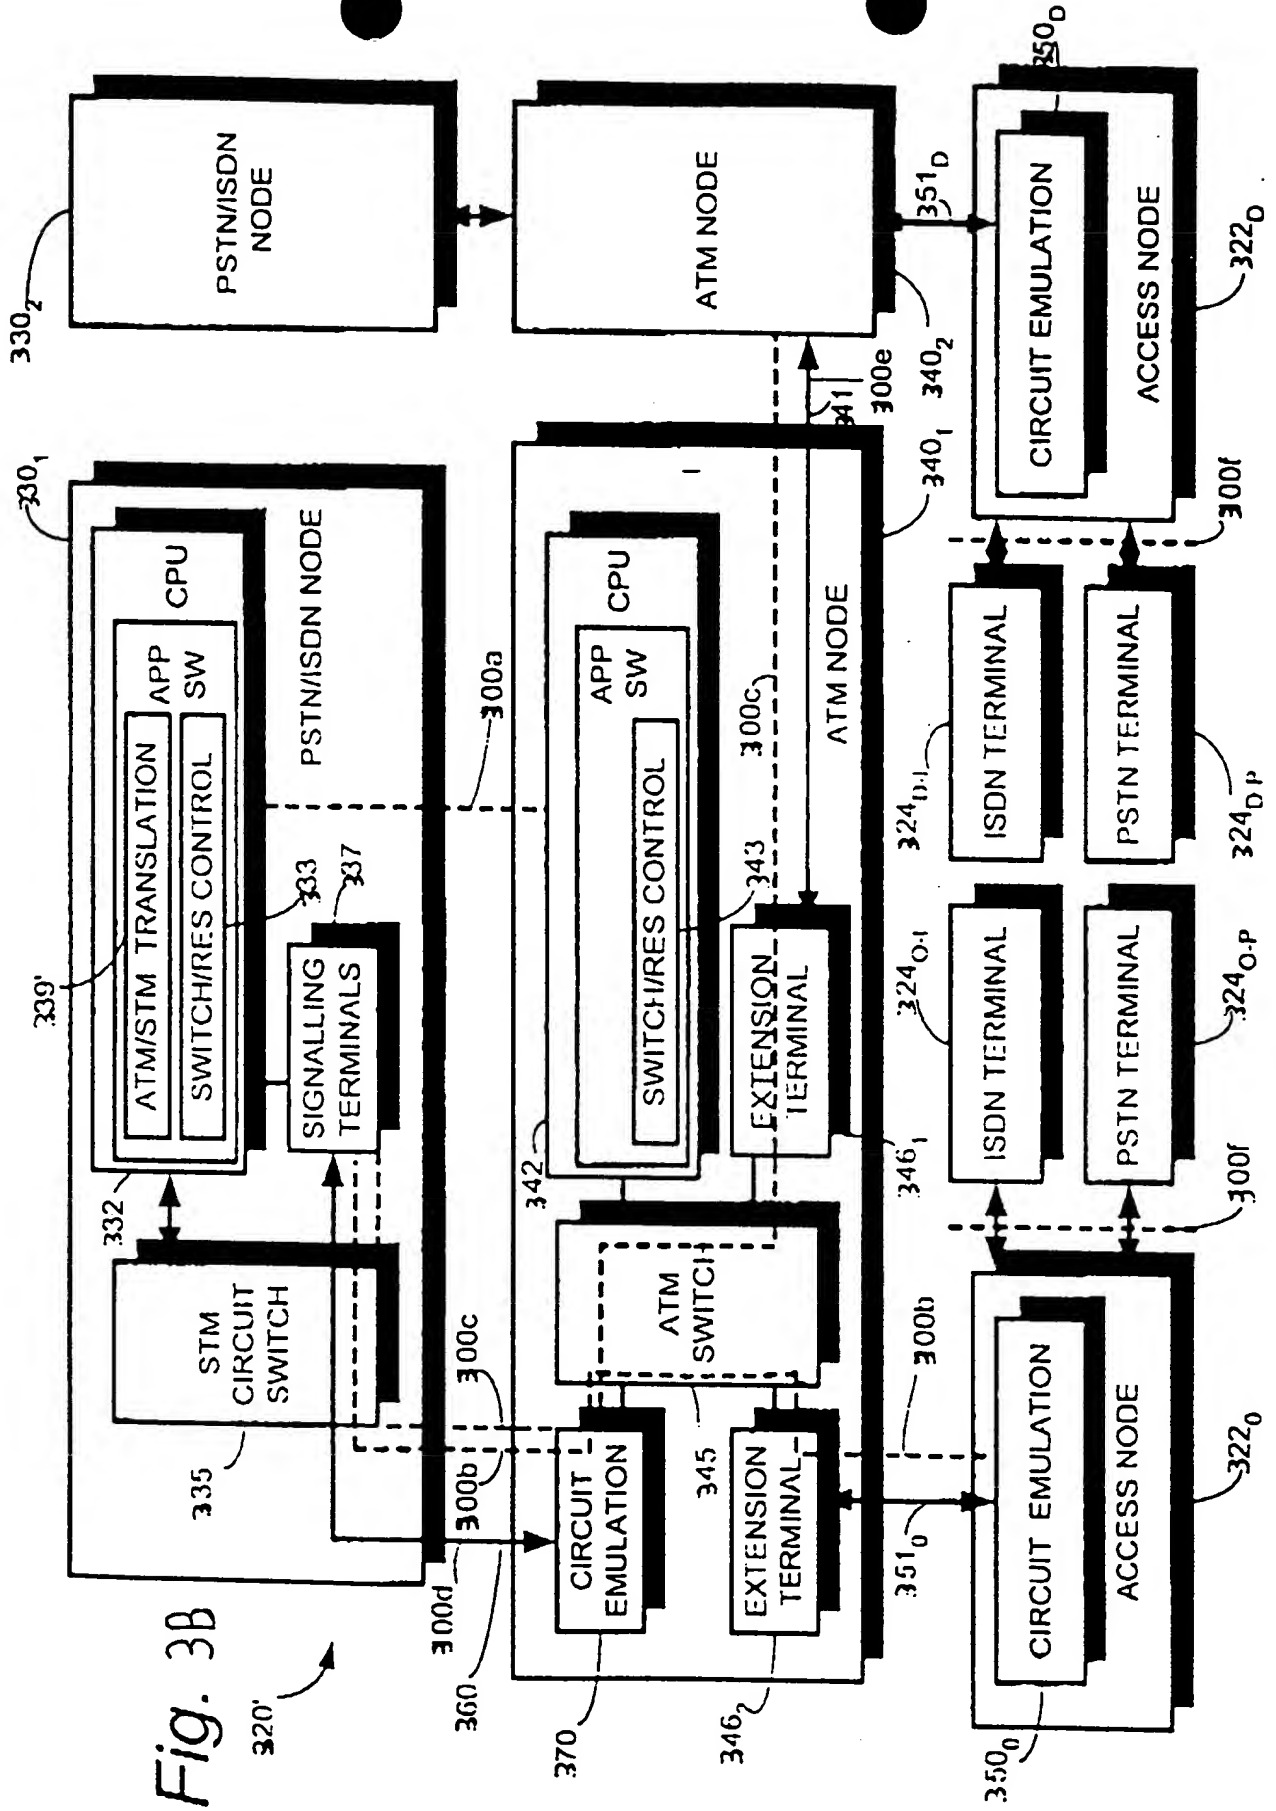 Fig. 3B
320'
330₁
339'
332
ATM/STM TRANSLATION
SWITCH/RES CONTROL
APP
SW
CPU
333
STM
CIRCUIT
SWITCH
335
SIGNALLING
TERMINALS
337
PSTN/ISDN NODE
330₂
PSTN/ISDN
NODE
300a
300b
300c
300d
360
342
SWITCH/RES CONTROL
APP
SW
CPU
343
CIRCUIT
EMULATION
370
ATM
SWITCH
345
EXTENSION
TERMINAL
346₂
EXTENSION
TERMINAL
346₁
300c
ATM NODE
340₁
341
300e
ATM NODE
340₂
351₀
300b
351D
350₀
CIRCUIT EMULATION
ACCESS NODE
322₀
300f
ISDN TERMINAL
324O-I
PSTN TERMINAL
324O-P
ISDN TERMINAL
324D-I
PSTN TERMINAL
324D-P
300f
350D
CIRCUIT EMULATION
ACCESS NODE
322D